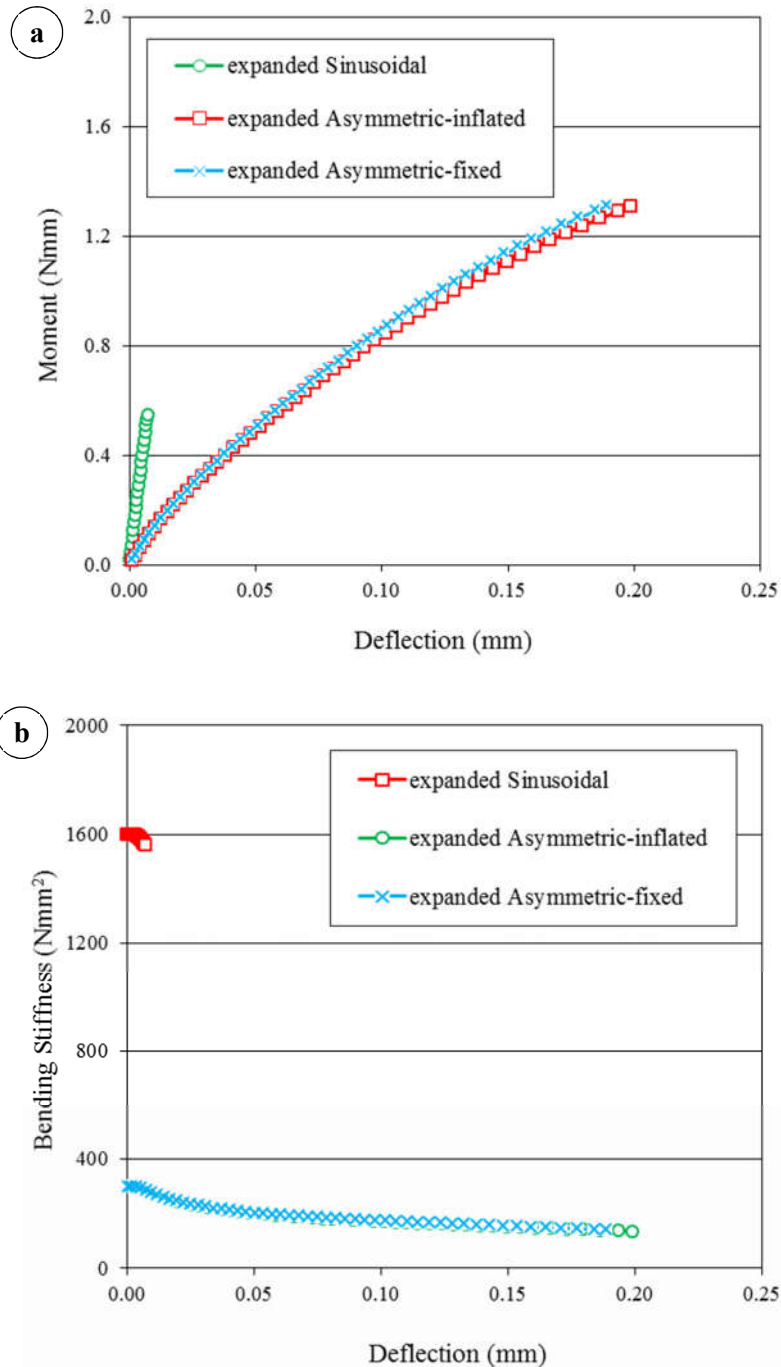 a
2.0
expanded Sinusoidal
1.6
expanded Asymmetric-inflated
expanded Asymmetric-fixed
1.2
Moment (Nmm)
0.8
0.4
0.0
0.00 0.05 0.10 0.15 0.20 0.25
Deflection (mm)
b
2000
expanded Sinusoidal
1600
expanded Asymmetric-inflated
expanded Asymmetric-fixed
1200
Bending Stiffness (Nmm²)
800
400
0
0.00 0.05 0.10 0.15 0.20 0.25
Deflection (mm)